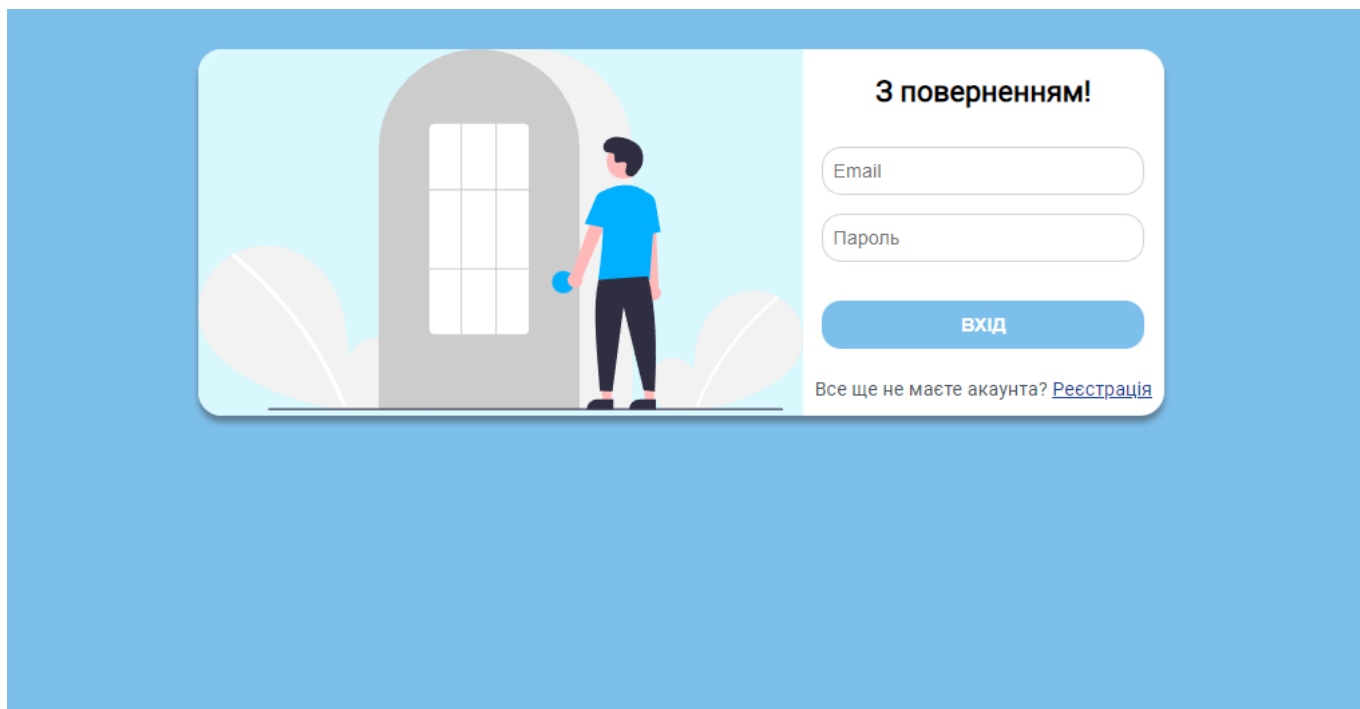 З поверненням!
Email
Пароль
ВХІД
Все ще не маєте акаунта? Реєстрація